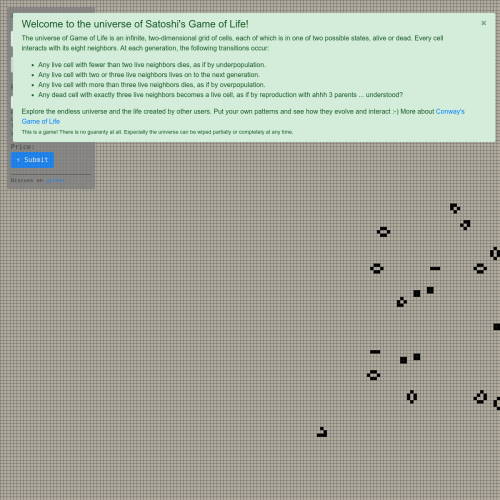 Welcome to the universe of Satoshi's Game of Life!
×
The universe of Game of Life is an infinite, two-dimensional grid of cells, each of which is in one of two possible states, alive or dead. Every cell
interacts with its eight neighbors. At each generation, the following transitions occur:
Any live cell with fewer than two live neighbors dies, as if by underpopulation.
Any live cell with two or three live neighbors lives on to the next generation.
Any live cell with more than three live neighbors dies, as if by overpopulation.
Any dead cell with exactly three live neighbors becomes a live cell, as if by reproduction with ahhh 3 parents ... understood?
Explore the endless universe and the life created by other users. Put your own patterns and see how they evolve and interact :-) More about Conway's
Game of Life
This is a game! There is no guaranty at all. Especially the universe can be wiped partially or completely at any time.
Price:
⚡ Submit
Discuss on